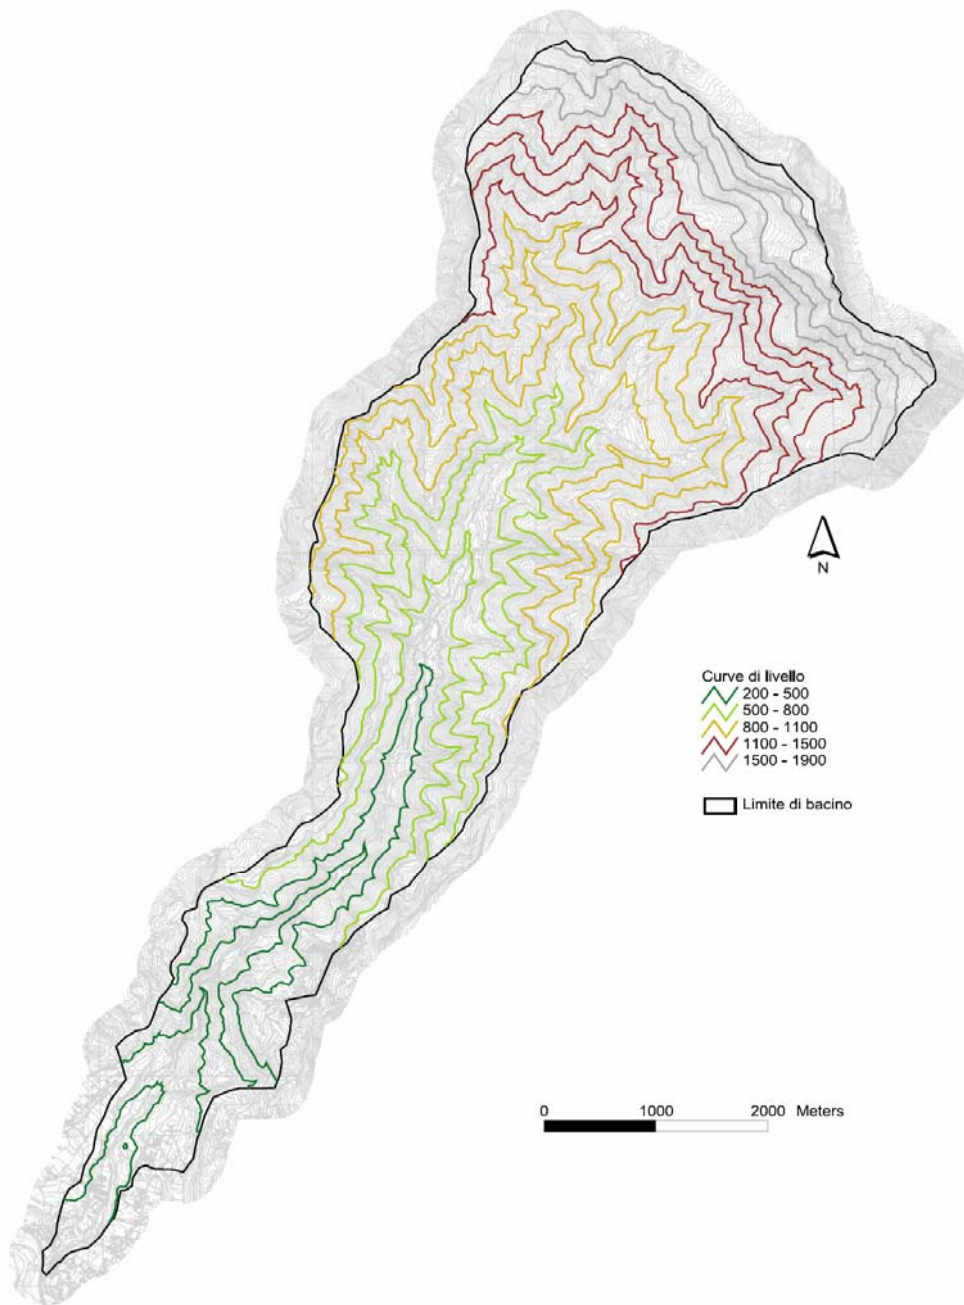 N
Curve di livello
200 - 500
500 - 800
800 - 1100
1100 - 1500
1500 - 1900
Limite di bacino
0 1000 2000 Meters